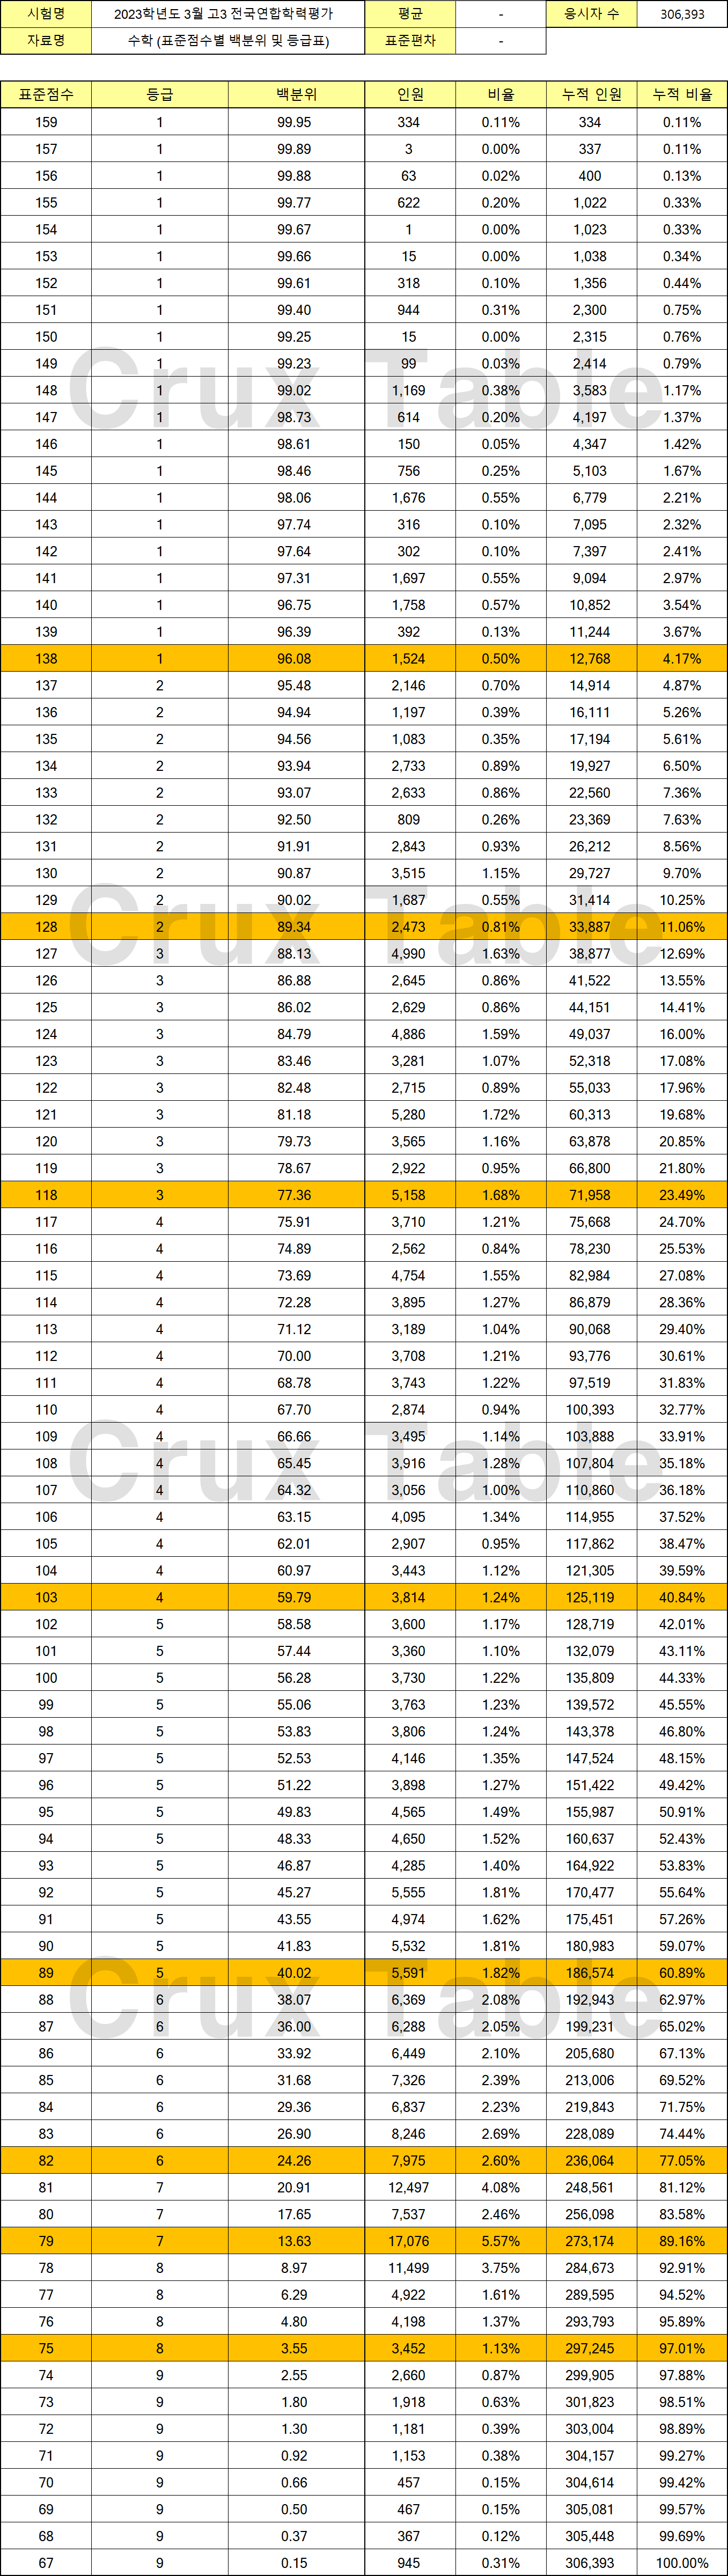 시험명 2023학년도 3월 고3 전국연합학력평가 평균 - 응시자 수 306,393
자료명 수학 (표준점수별 백분위 및 등급표) 표준편차 -
표준점수 등급 백분위 인원 비율 누적 인원 누적 비율
159 1 99.95 334 0.11% 334 0.11%
157 1 99.89 3 0.00% 337 0.11%
156 1 99.88 63 0.02% 400 0.13%
155 1 99.77 622 0.20% 1,022 0.33%
154 1 99.67 1 0.00% 1,023 0.33%
153 1 99.66 15 0.00% 1,038 0.34%
152 1 99.61 318 0.10% 1,356 0.44%
151 1 99.40 944 0.31% 2,300 0.75%
150 1 99.25 15 0.00% 2,315 0.76%
149 1 99.23 99 0.03% 2,414 0.79%
148 1 99.02 1,169 0.38% 3,583 1.17%
147 1 98.73 614 0.20% 4,197 1.37%
146 1 98.61 150 0.05% 4,347 1.42%
145 1 98.46 756 0.25% 5,103 1.67%
144 1 98.06 1,676 0.55% 6,779 2.21%
143 1 97.74 316 0.10% 7,095 2.32%
142 1 97.64 302 0.10% 7,397 2.41%
141 1 97.31 1,697 0.55% 9,094 2.97%
140 1 96.75 1,758 0.57% 10,852 3.54%
139 1 96.39 392 0.13% 11,244 3.67%
138 1 96.08 1,524 0.50% 12,768 4.17%
137 2 95.48 2,146 0.70% 14,914 4.87%
136 2 94.94 1,197 0.39% 16,111 5.26%
135 2 94.56 1,083 0.35% 17,194 5.61%
134 2 93.94 2,733 0.89% 19,927 6.50%
133 2 93.07 2,633 0.86% 22,560 7.36%
132 2 92.50 809 0.26% 23,369 7.63%
131 2 91.91 2,843 0.93% 26,212 8.56%
130 2 90.87 3,515 1.15% 29,727 9.70%
129 2 90.02 1,687 0.55% 31,414 10.25%
128 2 89.34 2,473 0.81% 33,887 11.06%
127 3 88.13 4,990 1.63% 38,877 12.69%
126 3 86.88 2,645 0.86% 41,522 13.55%
125 3 86.02 2,629 0.86% 44,151 14.41%
124 3 84.79 4,886 1.59% 49,037 16.00%
123 3 83.46 3,281 1.07% 52,318 17.08%
122 3 82.48 2,715 0.89% 55,033 17.96%
121 3 81.18 5,280 1.72% 60,313 19.68%
120 3 79.73 3,565 1.16% 63,878 20.85%
119 3 78.67 2,922 0.95% 66,800 21.80%
118 3 77.36 5,158 1.68% 71,958 23.49%
117 4 75.91 3,710 1.21% 75,668 24.70%
116 4 74.89 2,562 0.84% 78,230 25.53%
115 4 73.69 4,754 1.55% 82,984 27.08%
114 4 72.28 3,895 1.27% 86,879 28.36%
113 4 71.12 3,189 1.04% 90,068 29.40%
112 4 70.00 3,708 1.21% 93,776 30.61%
111 4 68.78 3,743 1.22% 97,519 31.83%
110 4 67.70 2,874 0.94% 100,393 32.77%
109 4 66.66 3,495 1.14% 103,888 33.91%
108 4 65.45 3,916 1.28% 107,804 35.18%
107 4 64.32 3,056 1.00% 110,860 36.18%
106 4 63.15 4,095 1.34% 114,955 37.52%
105 4 62.01 2,907 0.95% 117,862 38.47%
104 4 60.97 3,443 1.12% 121,305 39.59%
103 4 59.79 3,814 1.24% 125,119 40.84%
102 5 58.58 3,600 1.17% 128,719 42.01%
101 5 57.44 3,360 1.10% 132,079 43.11%
100 5 56.28 3,730 1.22% 135,809 44.33%
99 5 55.06 3,763 1.23% 139,572 45.55%
98 5 53.83 3,806 1.24% 143,378 46.80%
97 5 52.53 4,146 1.35% 147,524 48.15%
96 5 51.22 3,898 1.27% 151,422 49.42%
95 5 49.83 4,565 1.49% 155,987 50.91%
94 5 48.33 4,650 1.52% 160,637 52.43%
93 5 46.87 4,285 1.40% 164,922 53.83%
92 5 45.27 5,555 1.81% 170,477 55.64%
91 5 43.55 4,974 1.62% 175,451 57.26%
90 5 41.83 5,532 1.81% 180,983 59.07%
89 5 40.02 5,591 1.82% 186,574 60.89%
88 6 38.07 6,369 2.08% 192,943 62.97%
87 6 36.00 6,288 2.05% 199,231 65.02%
86 6 33.92 6,449 2.10% 205,680 67.13%
85 6 31.68 7,326 2.39% 213,006 69.52%
84 6 29.36 6,837 2.23% 219,843 71.75%
83 6 26.90 8,246 2.69% 228,089 74.44%
82 6 24.26 7,975 2.60% 236,064 77.05%
81 7 20.91 12,497 4.08% 248,561 81.12%
80 7 17.65 7,537 2.46% 256,098 83.58%
79 7 13.63 17,076 5.57% 273,174 89.16%
78 8 8.97 11,499 3.75% 284,673 92.91%
77 8 6.29 4,922 1.61% 289,595 94.52%
76 8 4.80 4,198 1.37% 293,793 95.89%
75 8 3.55 3,452 1.13% 297,245 97.01%
74 9 2.55 2,660 0.87% 299,905 97.88%
73 9 1.80 1,918 0.63% 301,823 98.51%
72 9 1.30 1,181 0.39% 303,004 98.89%
71 9 0.92 1,153 0.38% 304,157 99.27%
70 9 0.66 457 0.15% 304,614 99.42%
69 9 0.50 467 0.15% 305,081 99.57%
68 9 0.37 367 0.12% 305,448 99.69%
67 9 0.15 945 0.31% 306,393 100.00%
Crux Table
Crux Table
Crux Table
Crux Table